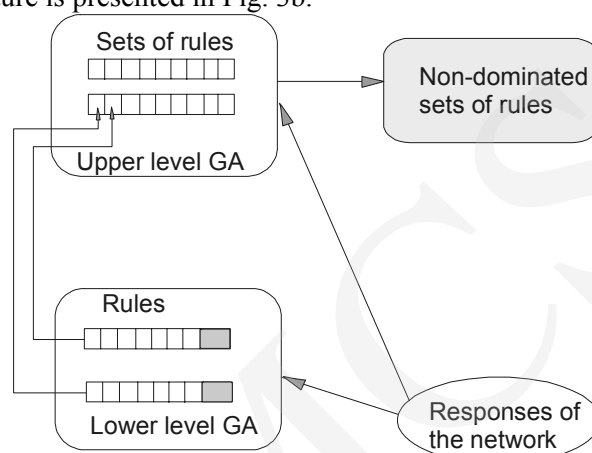 ture is presented in Fig. 3b.
Sets of rules
Upper level GA
Non-dominated
sets of rules
Rules
Lower level GA
Responses of
the network